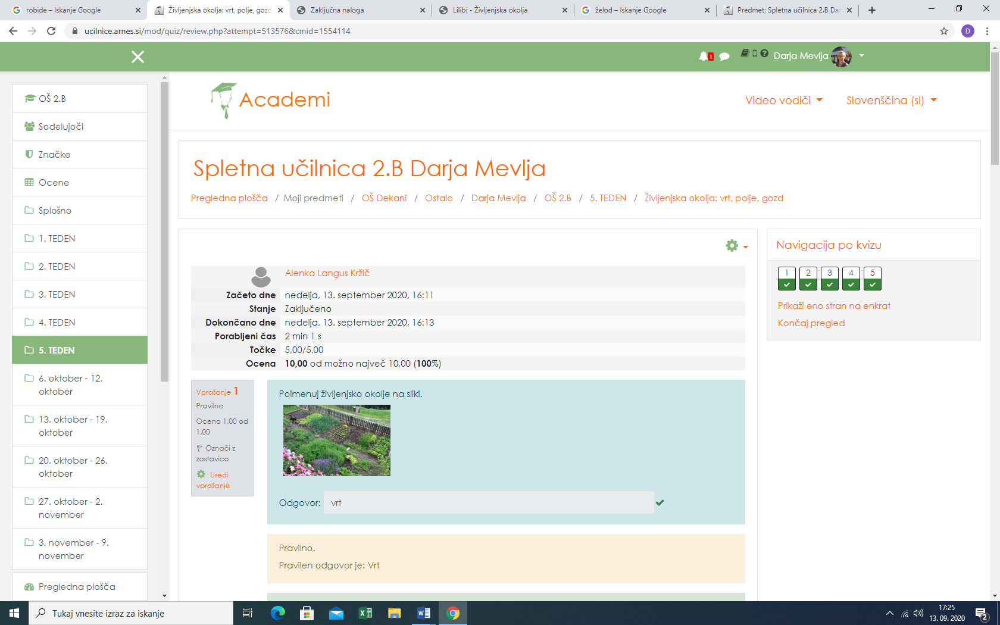 robide – Iskanje Google
Življenjska okolja: vrt, polje, gozd
Zaključna naloga
Lilibi - Življenjska okolja
želod – Iskanje Google
Predmet: Spletna učilnica 2.B Dar
ucilnice.arnes.si/mod/quiz/review.php?attempt=513576&cmid=1554114
D
1
Darja Mevlja
OŠ 2.B
Sodelujoči
Značke
Ocene
Splošno
1. TEDEN
2. TEDEN
3. TEDEN
4. TEDEN
5. TEDEN
6. oktober - 12.
oktober
13. oktober - 19.
oktober
20. oktober - 26.
oktober
27. oktober - 2.
november
3. november - 9.
november
Pregledna plošča
Academi
Video vodiči
Slovenščina (sl)
Spletna učilnica 2.B Darja Mevlja
Pregledna plošča / Moji predmeti / OŠ Dekani / Ostalo / Darja Mevlja / OŠ 2.B / 5. TEDEN / Življenjska okolja: vrt, polje, gozd
Alenka Langus Kržič
Začeto dne nedelja, 13. september 2020, 16:11
Stanje Zaključeno
Dokončano dne nedelja, 13. september 2020, 16:13
Porabljeni čas 2 min 1 s
Točke 5,00/5,00
Ocena 10,00 od možno največ 10,00 (100%)
Vprašanje 1
Pravilno
Ocena 1,00 od
1,00
Označi z
zastavico
Uredi
vprašanje
Poimenuj življenjsko okolje na sliki.
Odgovor: vrt
Pravilno.
Pravilen odgovor je: Vrt
Navigacija po kvizu
1 2 3 4 5
Prikaži eno stran na enkrat
Končaj pregled
Tukaj vnesite izraz za iskanje
17:25
13. 09. 2020
2